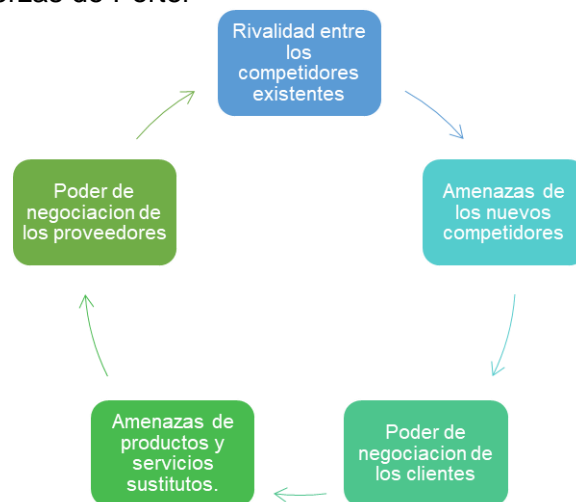 Rivalidad entre
los
competidores
existentes
Amenazas de
los nuevos
competidores
Poder de
negociacion de
los clientes
Amenazas de
productos y
servicios
sustitutos.
Poder de
negociacion de
los proveedores